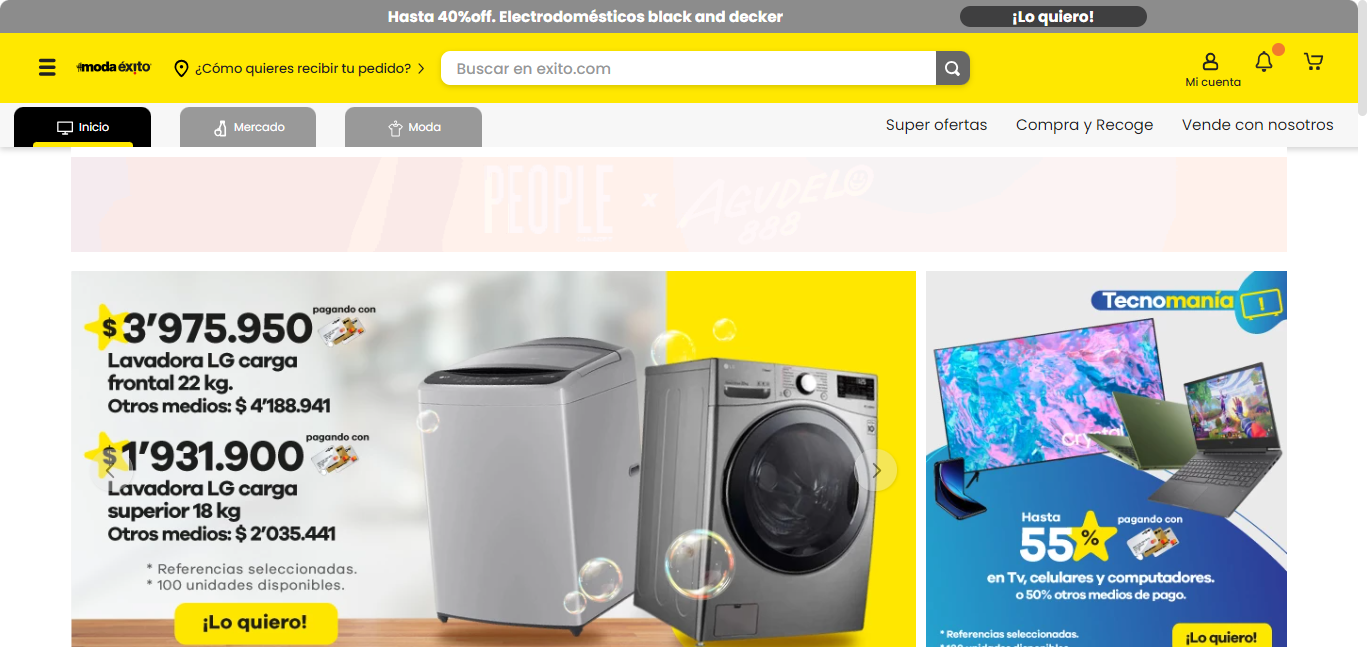 Hasta 40%off. Electrodomésticos black and decker
¡Lo quiero!
#moda éxito
¿Cómo quieres recibir tu pedido?
Buscar en exito.com
Mi cuenta
Inicio
Mercado
Moda
Super ofertas
Compra y Recoge
Vende con nosotros
PEOPLE x AGUDELO
888
$3’975.950 pagando con
Lavadora LG carga
frontal 22 kg.
Otros medios: $ 4’188.941
$1’931.900 pagando con
Lavadora LG carga
superior 18 kg
Otros medios: $ 2’035.441
* Referencias seleccionadas.
* 100 unidades disponibles.
¡Lo quiero!
Tecnomanía
Crystal
Hasta
55% pagando con
en Tv, celulares y computadores.
o 50% otros medios de pago.
* Referencias seleccionadas.
¡Lo quiero!